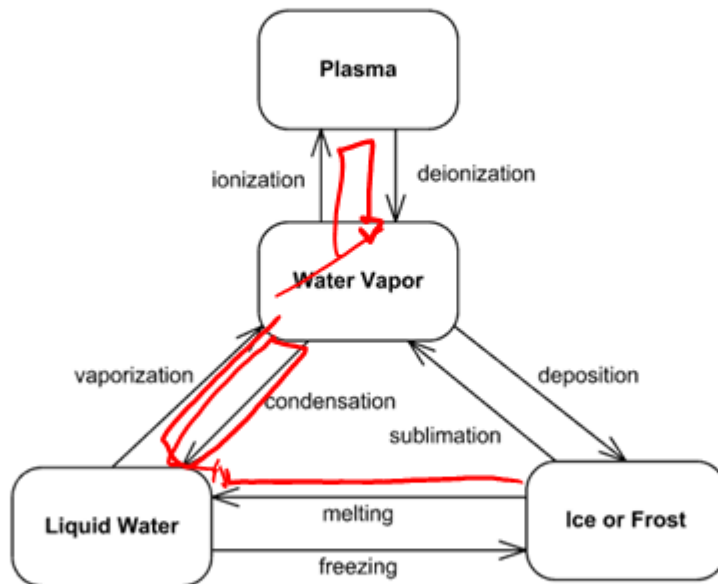 Plasma
ionization
deionization
Water Vapor
vaporization
condensation
deposition
sublimation
Liquid Water
melting
Ice or Frost
freezing